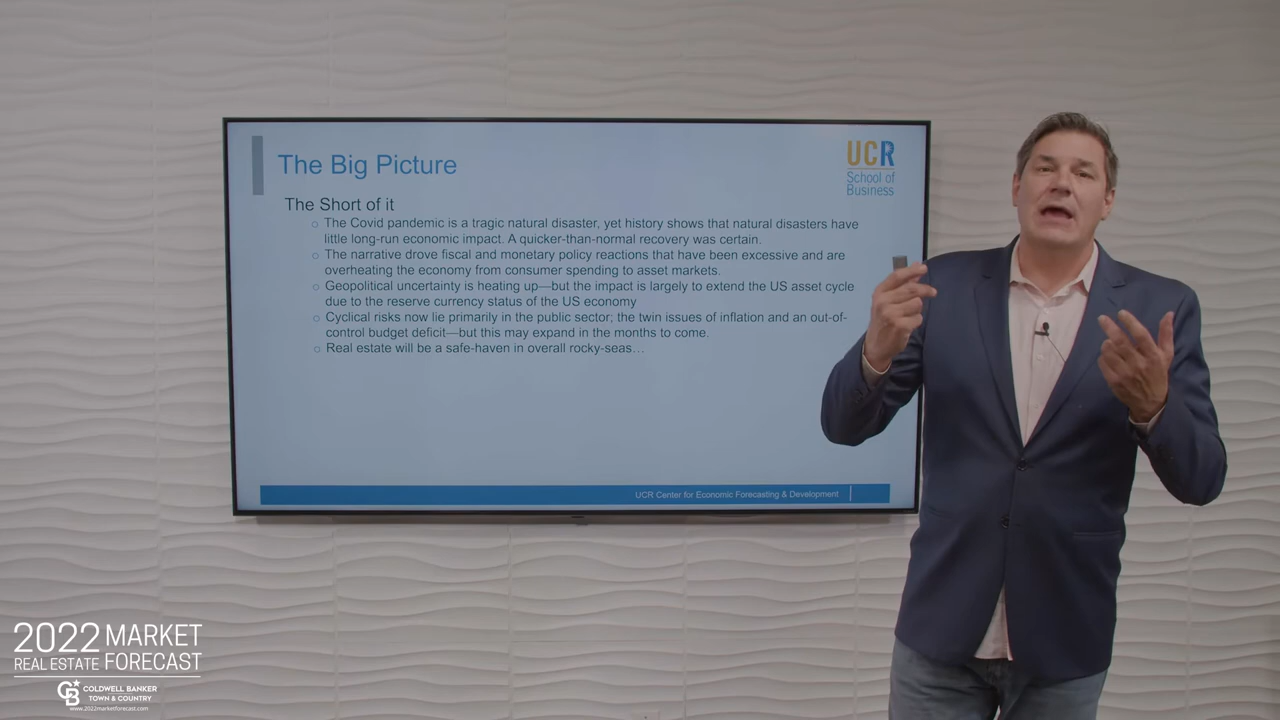 The Big Picture
UCR
School of
Business
The Short of it
○ The Covid pandemic is a tragic natural disaster, yet history shows that natural disasters have
little long-run economic impact. A quicker-than-normal recovery was certain.
○ The narrative drove fiscal and monetary policy reactions that have been excessive and are
overheating the economy from consumer spending to asset markets.
○ Geopolitical uncertainty is heating up—but the impact is largely to extend the US asset cycle
due to the reserve currency status of the US economy
○ Cyclical risks now lie primarily in the public sector; the twin issues of inflation and an out-of-
control budget deficit—but this may expand in the months to come.
○ Real estate will be a safe-haven in overall rocky-seas…
UCR Center for Economic Forecasting & Development
2022 MARKET
REAL ESTATE FORECAST
CB COLDWELL BANKER
TOWN & COUNTRY
www.2022marketforecast.com